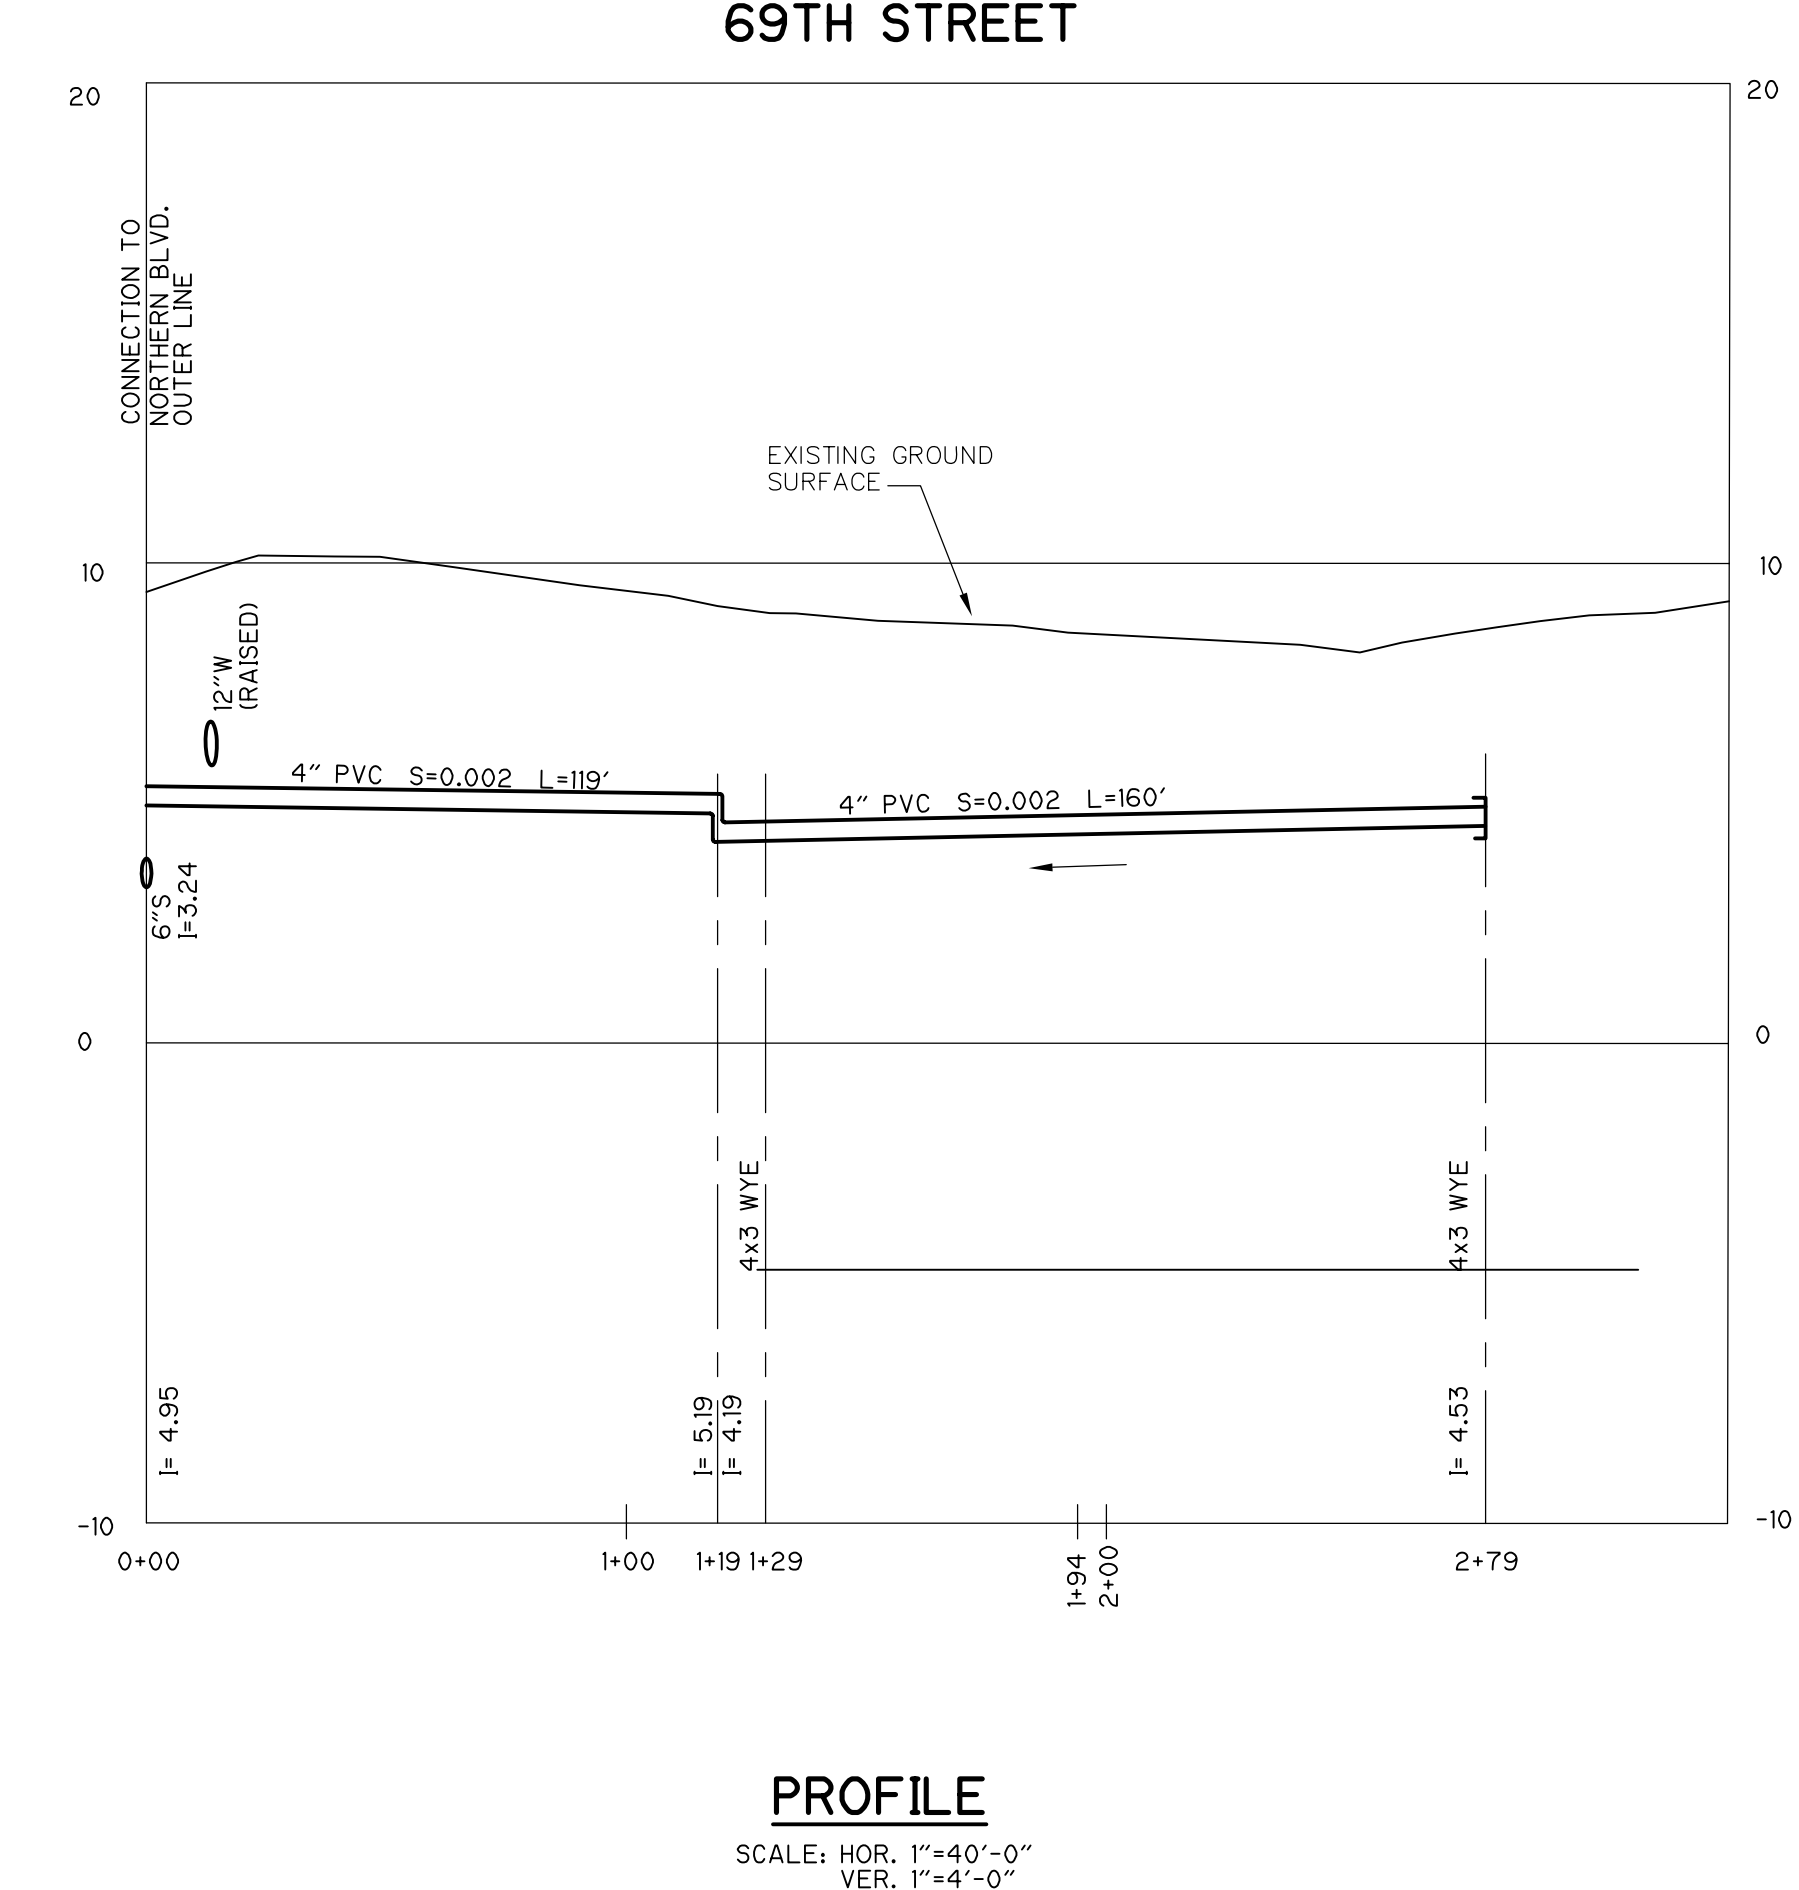 69TH STREET
20
20
CONNECTION TO
NORTHERN BLVD.
OUTER LINE
EXISTING GROUND
SURFACE
10
10
12"W
(RAISED)
4" PVC S=0.002 L=119'
4" PVC S=0.002 L=160'
6"S
I=3.24
0
0
4x3 WYE
4x3 WYE
I= 4.95
I= 5.19
I= 4.19
I= 4.53
-10
-10
0+00
1+00
1+19
1+29
1+94
2+00
2+79
PROFILE
SCALE: HOR. 1"=40'-0"
VER. 1"=4'-0"